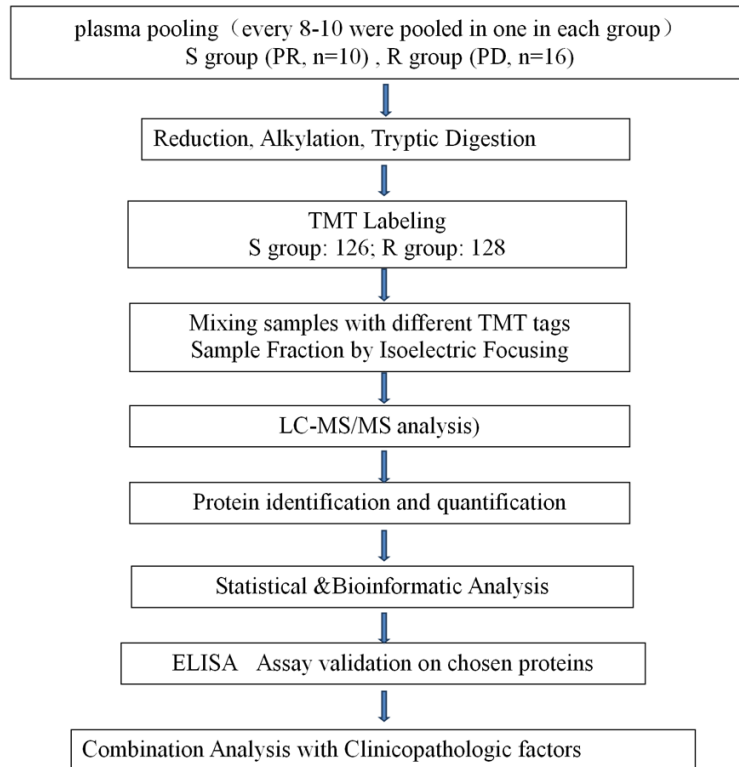 plasma pooling（every 8-10 were pooled in one in each group）
S group (PR, n=10) , R group (PD, n=16)
Reduction, Alkylation, Tryptic Digestion
TMT Labeling
S group: 126; R group: 128
Mixing samples with different TMT tags
Sample Fraction by Isoelectric Focusing
LC-MS/MS analysis)
Protein identification and quantification
Statistical &Bioinformatic Analysis
ELISA Assay validation on chosen proteins
Combination Analysis with Clinicopathologic factors